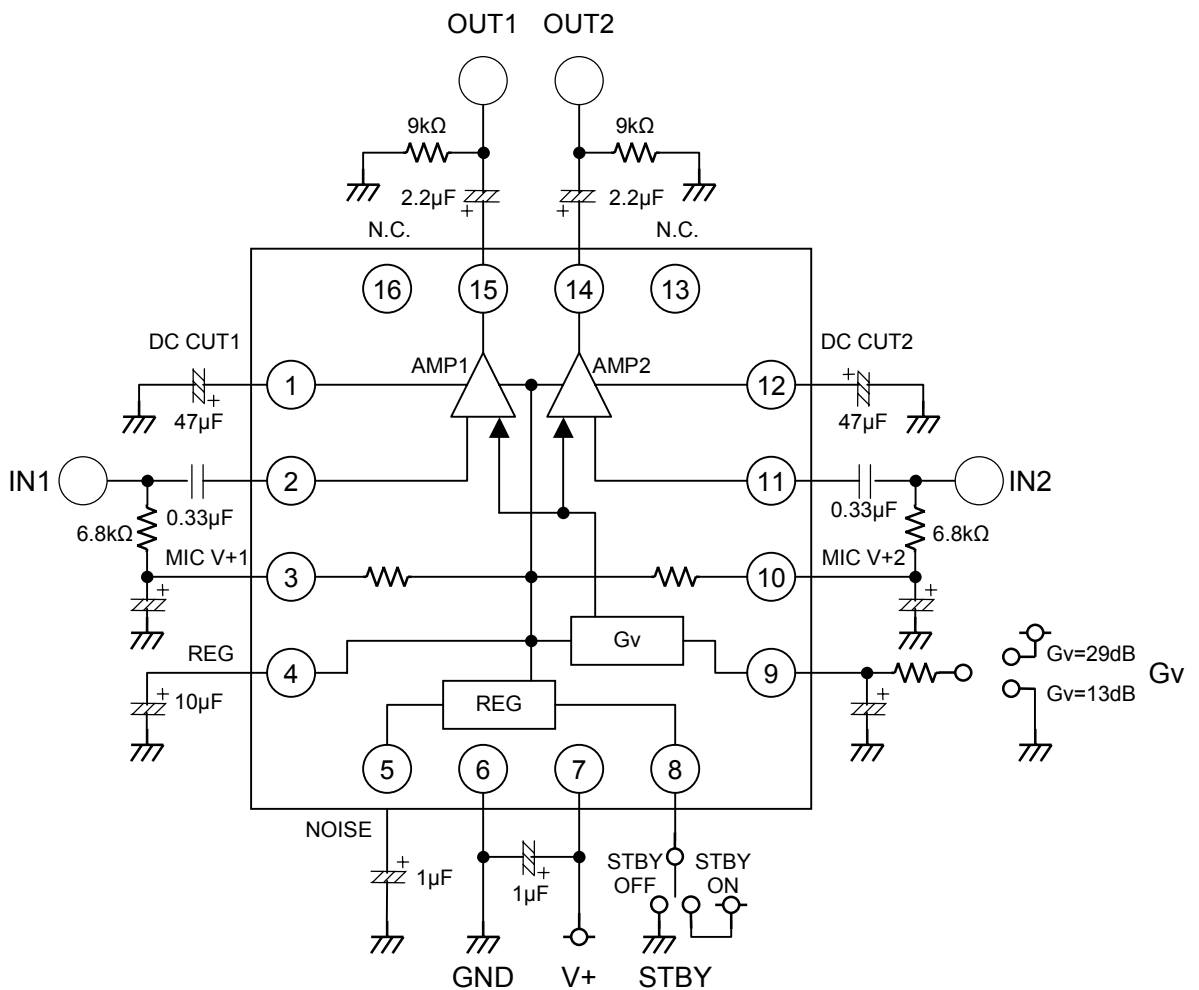 OUT1 OUT2
9kΩ 9kΩ
2.2µF + + 2.2µF
N.C. N.C.
16 15 14 13
DC CUT1 AMP1 AMP2 DC CUT2
1 12
+ 47µF + 47µF
IN1 2 11 IN2
0.33µF 0.33µF
6.8kΩ 6.8kΩ
MIC V+1 MIC V+2
3 10
+ +
REG 4 Gv 9 Gv=29dB
Gv=13dB Gv
+ 10µF REG +
5 6 7 8
NOISE
+ 1µF + 1µF
STBY OFF STBY ON
GND V+ STBY